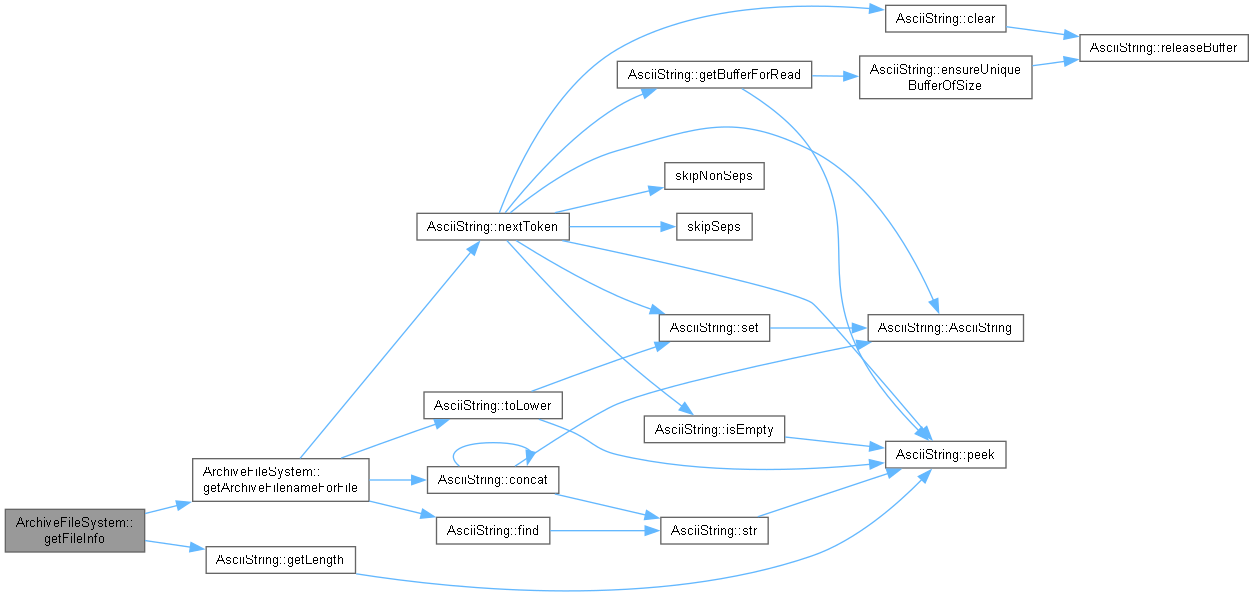 AsciiString::clear
AsciiString::releaseBuffer
AsciiString::getBufferForRead
AsciiString::ensureUnique
BufferOfSize
skipNonSeps
AsciiString::nextToken
skipSeps
AsciiString::set
AsciiString::AsciiString
AsciiString::toLower
AsciiString::isEmpty
AsciiString::peek
ArchiveFileSystem::
getArchiveFilenameForFile
AsciiString::concat
ArchiveFileSystem::
getFileInfo
AsciiString::find
AsciiString::str
AsciiString::getLength